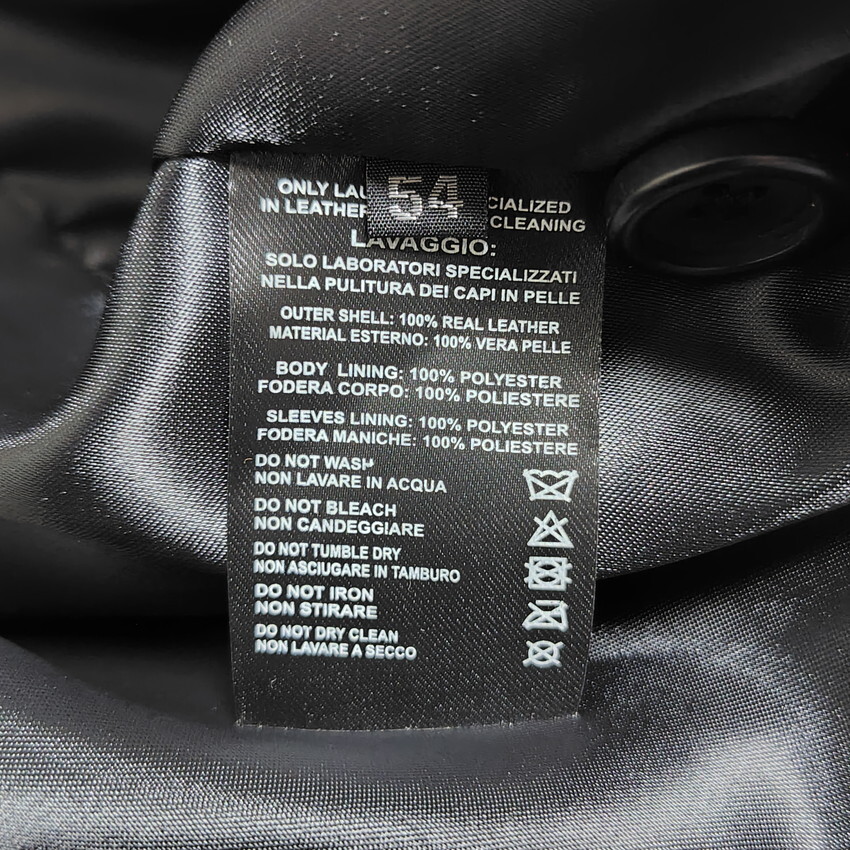 54
ONLY CIALIZED
IN LEATHER CLEANING
LAVAGGIO:
SOLO LABORATORI SPECIALIZZATI
NELLA PULITURA DEI CAPI IN PELLE
OUTER SHELL: 100% REAL LEATHER
MATERIAL ESTERNO: 100% VERA PELLE
BODY LINING: 100% POLYESTER
FODERA CORPO: 100% POLIESTERE
SLEEVES LINING: 100% POLYESTER
FODERA MANICHE: 100% POLIESTERE
DO NOT WASH
NON LAVARE IN ACQUA
DO NOT BLEACH
NON CANDEGGIARE
DO NOT TUMBLE DRY
NON ASCIUGARE IN TAMBURO
DO NOT IRON
NON STIRARE
DO NOT DRY CLEAN
NON LAVARE A SECCO